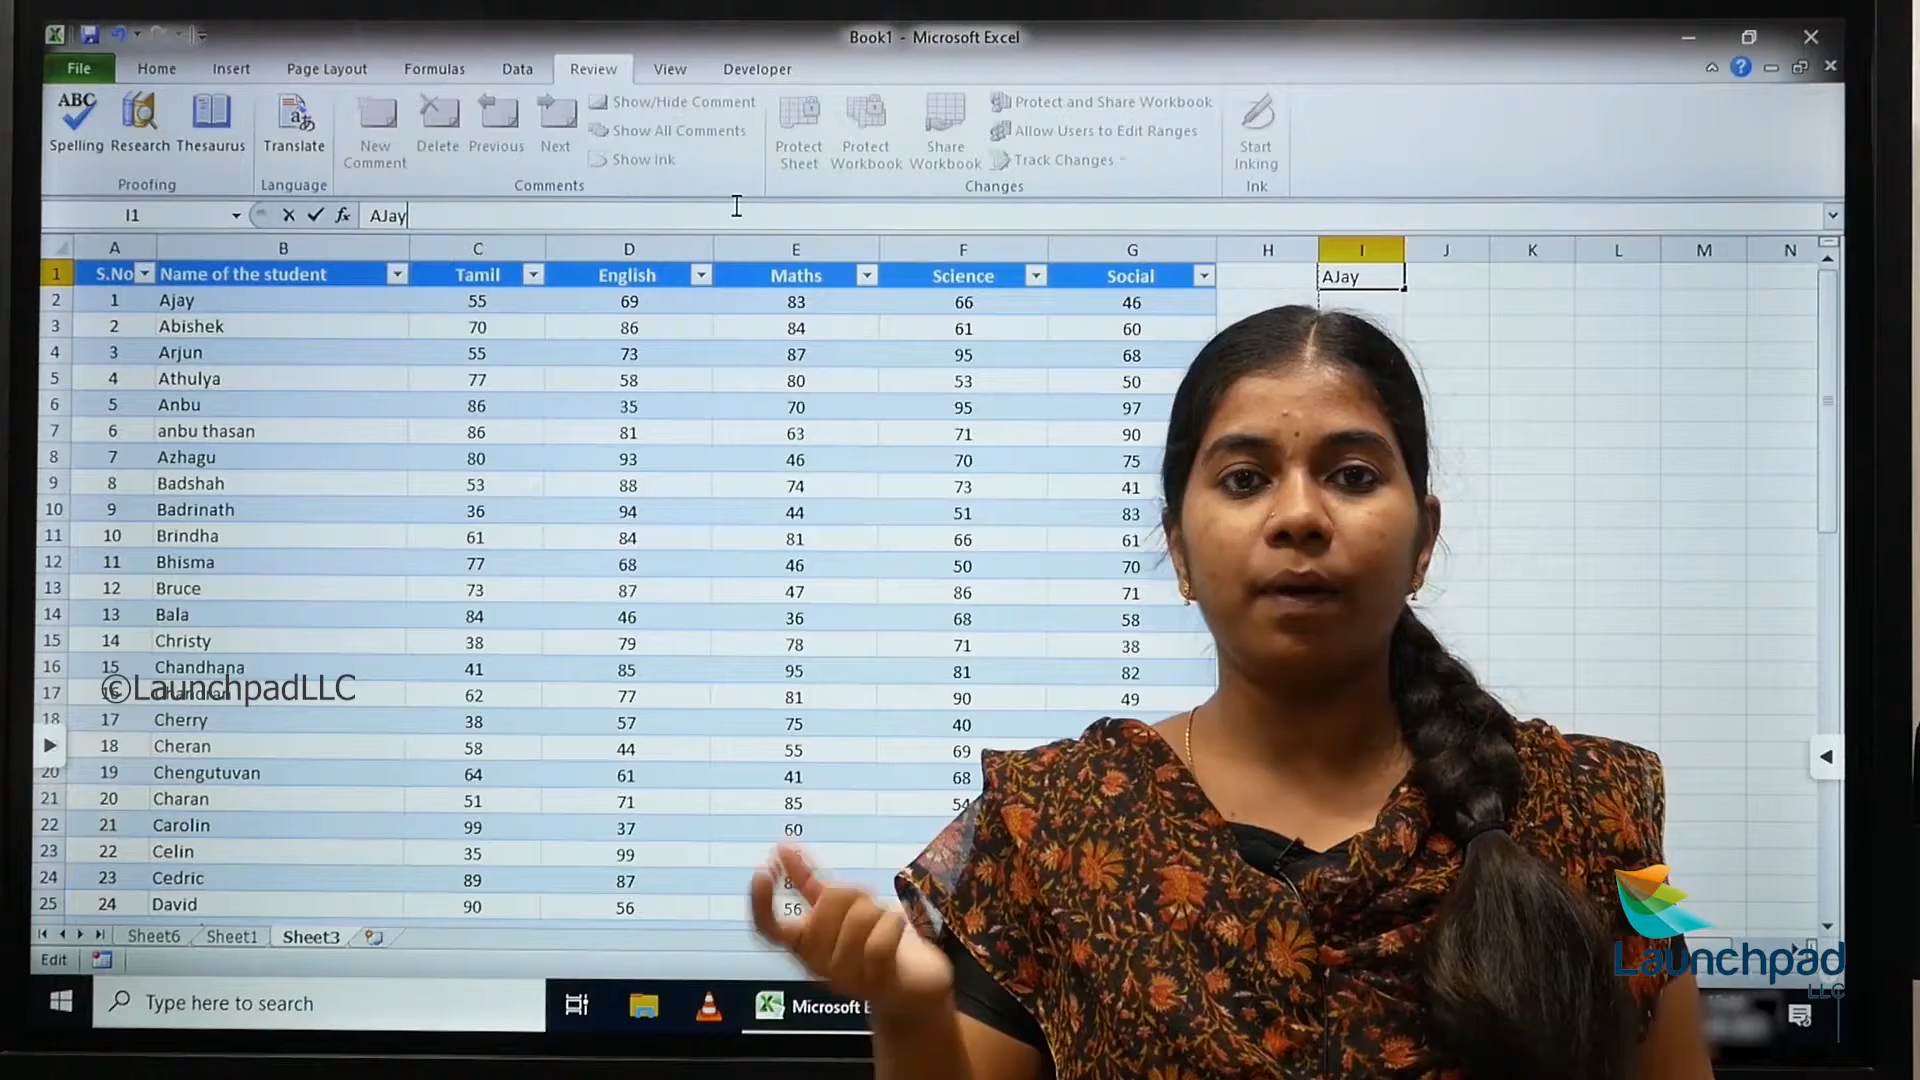 Book1 - Microsoft Excel
File Home Insert Page Layout Formulas Data Review View Developer
ABC
Spelling Research Thesaurus Translate New Comment Delete Previous Next Show/Hide Comment Show All Comments Show Ink Protect Sheet Protect Workbook Share Workbook Protect and Share Workbook Allow Users to Edit Ranges Track Changes Start Inking
Proofing Language Comments Changes Ink
I1 fx AJay
A B C D E F G H I J K L M N
1 S.No Name of the student Tamil English Maths Science Social AJay
2 1 Ajay 55 69 83 66 46
3 2 Abishek 70 86 84 61 60
4 3 Arjun 55 73 87 95 68
5 4 Athulya 77 58 80 53 50
6 5 Anbu 86 35 70 95 97
7 6 anbu thasan 86 81 63 71 90
8 7 Azhagu 80 93 46 70 75
9 8 Badshah 53 88 74 73 41
10 9 Badrinath 36 94 44 51 83
11 10 Brindha 61 84 81 66 61
12 11 Bhisma 77 68 46 50 70
13 12 Bruce 73 87 47 86 71
14 13 Bala 84 46 36 68 58
15 14 Christy 38 79 78 71 38
16 15 Chandhana 41 85 95 81 82
17 16 Chandran 62 77 81 90 49
©LaunchpadLLC
18 17 Cherry 38 57 75 40
18 Cheran 58 44 55 69
20 19 Chengutuvan 64 61 41 68
21 20 Charan 51 71 85 54
22 21 Carolin 99 37 60
23 22 Celin 35 99
24 23 Cedric 89 87
25 24 David 90 56 56
Sheet6 Sheet1 Sheet3
Edit
Type here to search Microsoft E
Launchpad
LLC